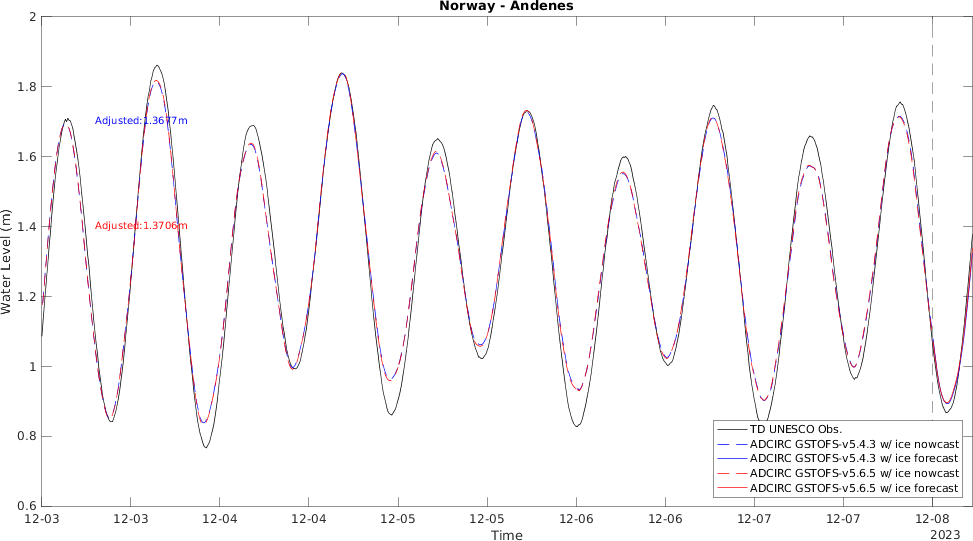 Norway - Andenes
2
1.8
1.6
1.4
1.2
1
0.8
0.6
Water Level (m)
Adjusted:1.3677m
Adjusted:1.3706m
TD UNESCO Obs.
ADCIRC GSTOFS-v5.4.3 w/ ice nowcast
ADCIRC GSTOFS-v5.4.3 w/ ice forecast
ADCIRC GSTOFS-v5.6.5 w/ ice nowcast
ADCIRC GSTOFS-v5.6.5 w/ ice forecast
12-03 12-03 12-04 12-04 12-05 12-05 12-06 12-06 12-07 12-07 12-08
2023
Time